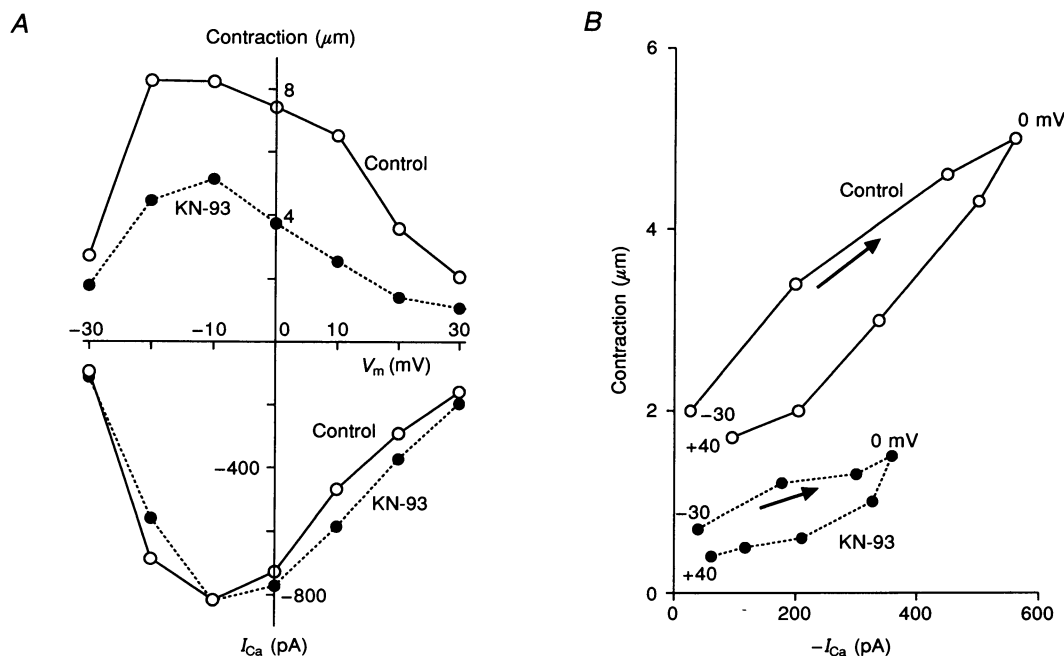 A
Contraction (μm)
8
Control
KN-93
4
−30
−10
0
10
30
Vm (mV)
Control
−400
KN-93
−800
ICa (pA)
B
6
0 mV
Control
4
Contraction (μm)
2
−30
+40
0 mV
−30
KN-93
+40
0
0
200
400
600
−ICa (pA)